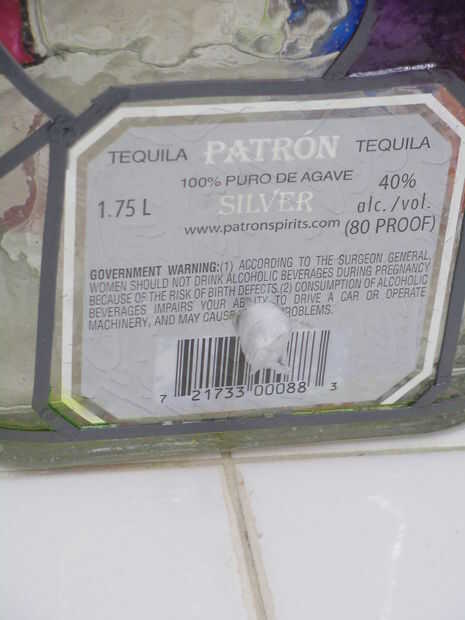 TEQUILA PATRÓN TEQUILA
100% PURO DE AGAVE
1.75 L SILVER 40% alc./vol.
www.patronspirits.com (80 PROOF)
GOVERNMENT WARNING:(1) ACCORDING TO THE SURGEON GENERAL,
WOMEN SHOULD NOT DRINK ALCOHOLIC BEVERAGES DURING PREGNANCY
BECAUSE OF THE RISK OF BIRTH DEFECTS.(2) CONSUMPTION OF ALCOHOLIC
BEVERAGES IMPAIRS YOUR ABILITY TO DRIVE A CAR OR OPERATE
MACHINERY, AND MAY CAUSE PROBLEMS.
7 21733 00088 3